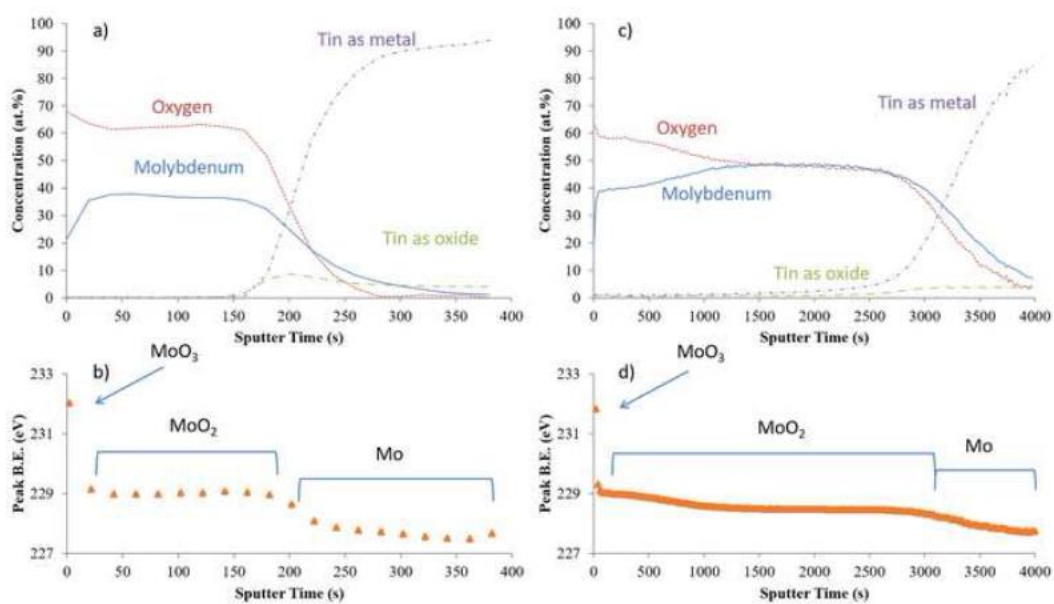 a)
100
90
80
70
60
50
40
30
20
10
0
Concentration (at.%)
Tin as metal
Oxygen
Molybdenum
Tin as oxide
0 50 100 150 200 250 300 350 400
Sputter Time (s)
c)
100
90
80
70
60
50
40
30
20
10
0
Concentration (at.%)
Tin as metal
Oxygen
Molybdenum
Tin as oxide
0 500 1000 1500 2000 2500 3000 3500 4000
Sputter Time (s)
b)
MoO₃
233
231
229
227
Peak B.E. (eV)
MoO₂
Mo
0 50 100 150 200 250 300 350 400
Sputter Time (s)
d)
MoO₃
233
231
229
227
Peak B.E. (eV)
MoO₂
Mo
0 500 1000 1500 2000 2500 3000 3500 4000
Sputter Time (s)